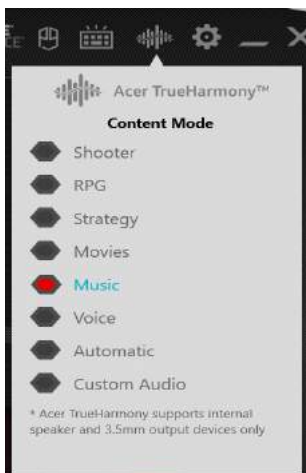 Acer TrueHarmony™
Content Mode
Shooter
RPG
Strategy
Movies
Music
Voice
Automatic
Custom Audio
* Acer TrueHarmony supports internal
speaker and 3.5mm output devices only